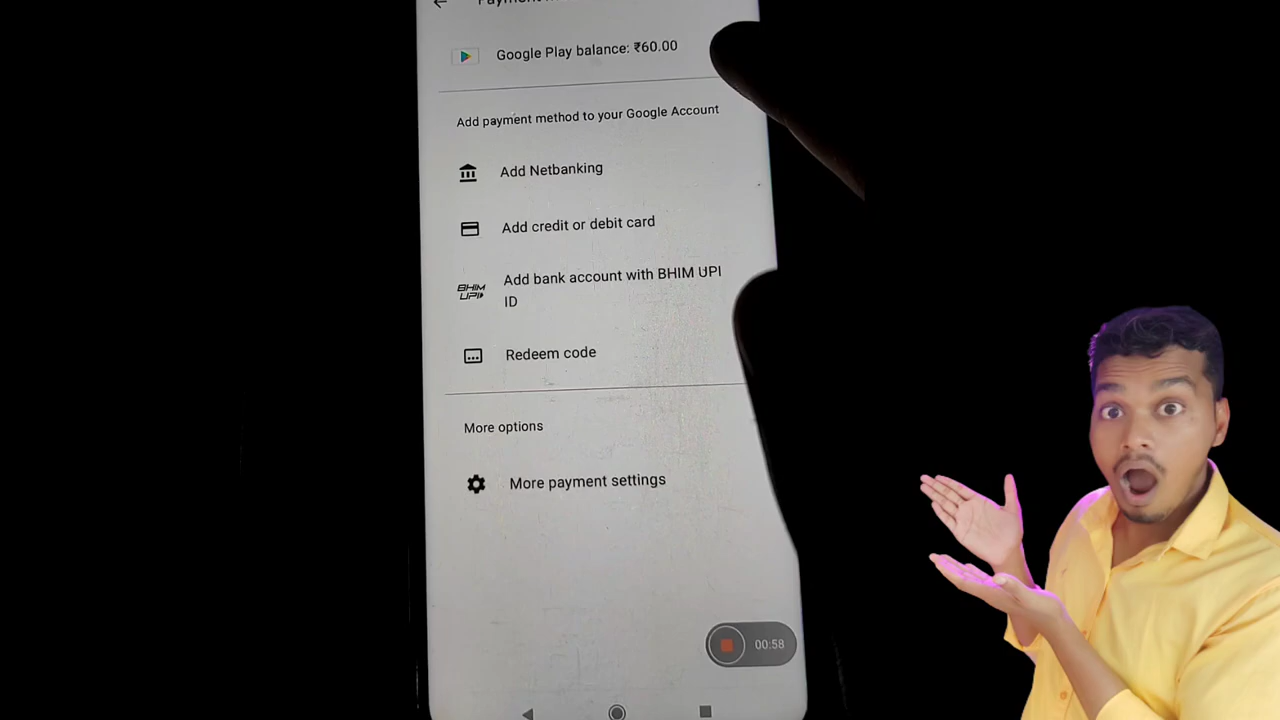 Google Play balance: ₹60.00
Add payment method to your Google Account
Add Netbanking
Add credit or debit card
BHIM
UPI
Add bank account with BHIM UPI
ID
Redeem code
More options
More payment settings
00:58